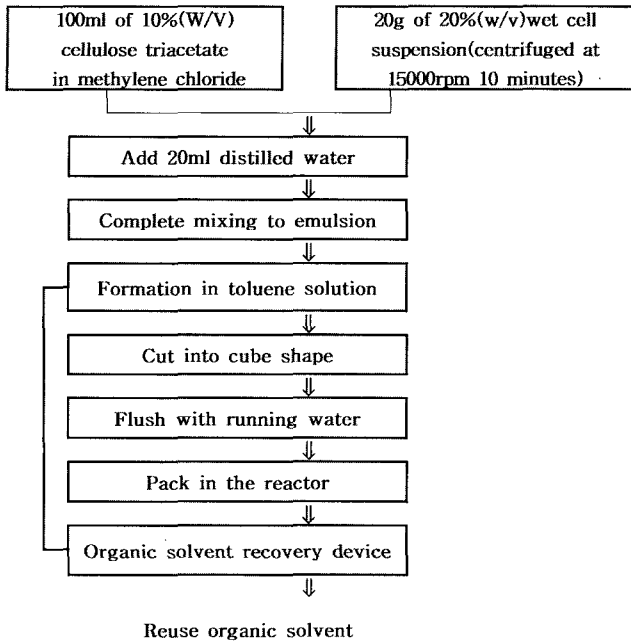 100ml of 10%(W/V)
cellulose triacetate
in methylene chloride
20g of 20%(w/v)wet cell
suspension(centrifuged at
15000rpm 10 minutes)
Add 20ml distilled water
Complete mixing to emulsion
Formation in toluene solution
Cut into cube shape
Flush with running water
Pack in the reactor
Organic solvent recovery device
Reuse organic solvent